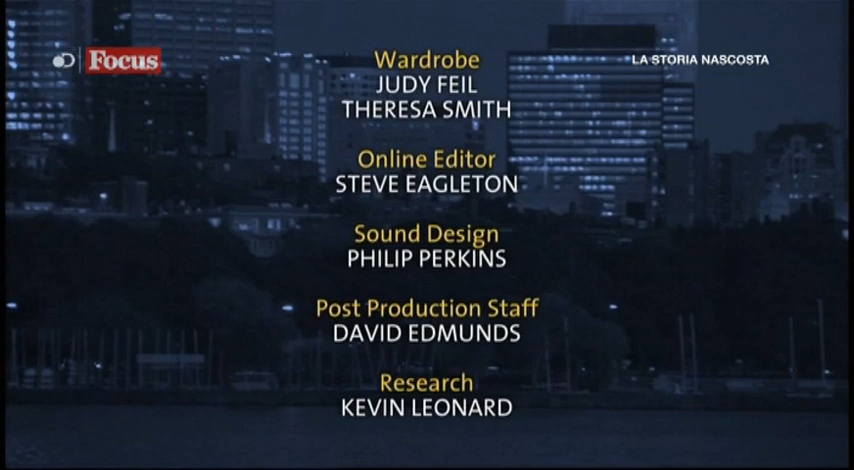 Focus
LA STORIA NASCOSTA
Wardrobe
JUDY FEIL
THERESA SMITH
Online Editor
STEVE EAGLETON
Sound Design
PHILIP PERKINS
Post Production Staff
DAVID EDMUNDS
Research
KEVIN LEONARD